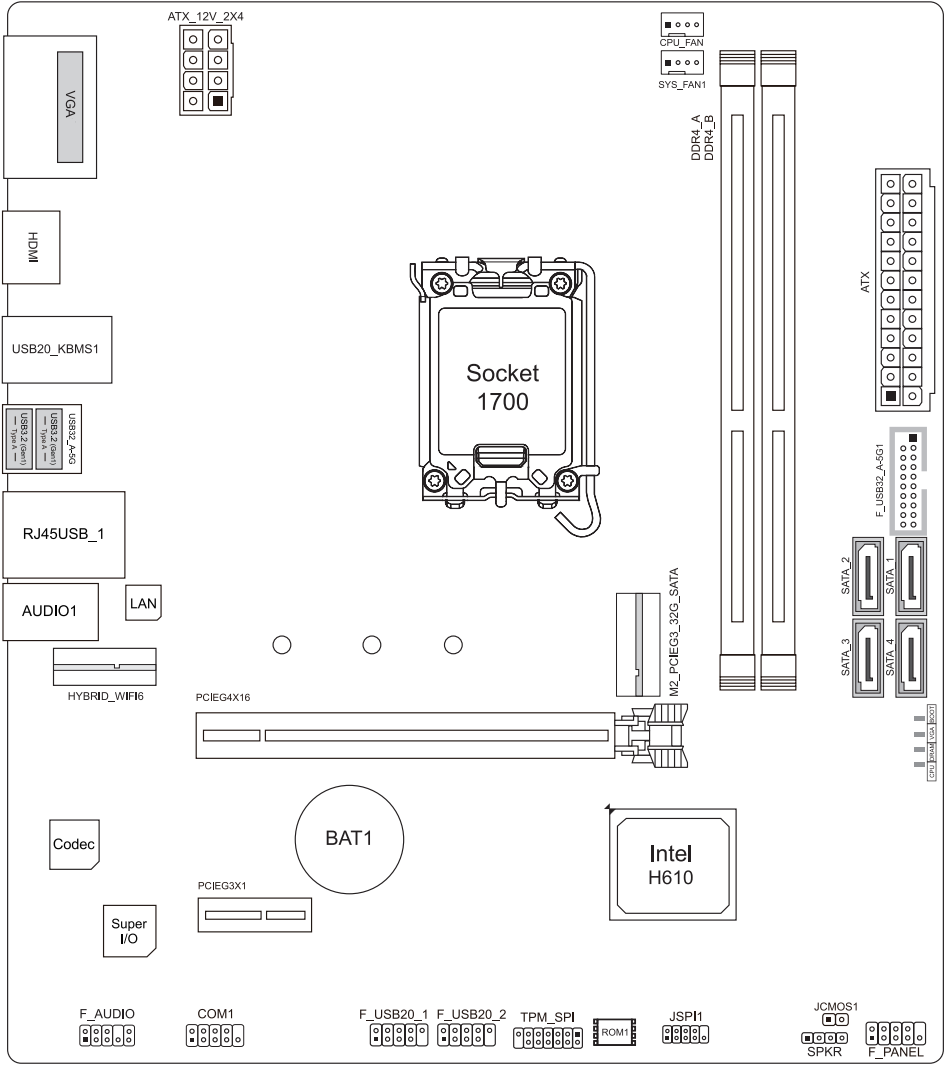 ATX_12V_2X4
CPU_FAN
SYS_FAN1
VGA
DDR4_A
DDR4_B
HDMI
ATX
USB20_KBMS1
Socket
1700
USB32_A-5G
USB3.2 (Gen1)
Type A
USB3.2 (Gen1)
Type A
F_USB32_A-5G1
RJ45USB_1
SATA_2
SATA_1
AUDIO1
LAN
M2_PCIEG3_32G_SATA
SATA_3
SATA_4
HYBRID_WIFI6
PCIEG4X16
BOOT
VGA
DRAM
CPU
BAT1
Codec
Intel
H610
PCIEG3X1
Super
I/O
F_AUDIO
COM1
F_USB20_1
F_USB20_2
TPM_SPI
ROM1
JSPI1
JCMOS1
SPKR
F_PANEL